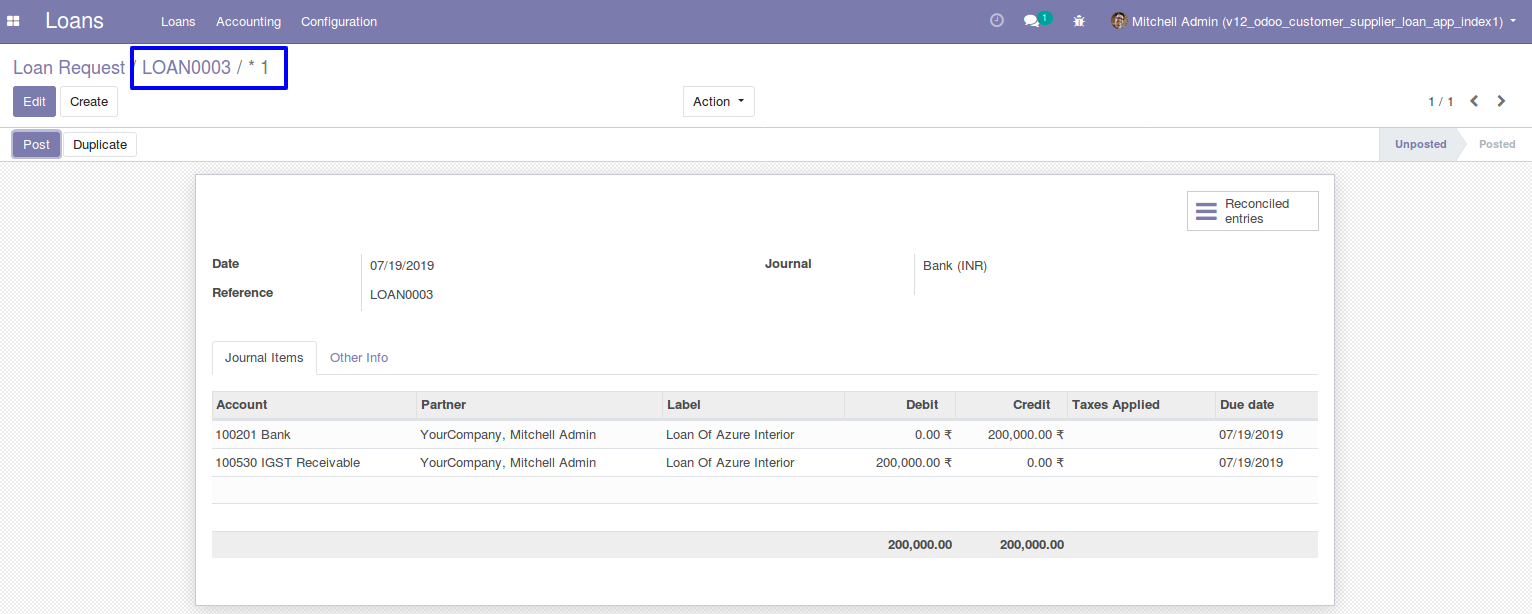 Loans Loans Accounting Configuration 1 Mitchell Admin (v12_odoo_customer_supplier_loan_app_index1)
Loan Request / LOAN0003 / * 1
Edit Create Action 1 / 1
Post Duplicate Unposted Posted
Reconciled
entries
Date 07/19/2019 Journal Bank (INR)
Reference LOAN0003
Journal Items Other Info
Account Partner Label Debit Credit Taxes Applied Due date
100201 Bank YourCompany, Mitchell Admin Loan Of Azure Interior 0.00 ₹ 200,000.00 ₹ 07/19/2019
100530 IGST Receivable YourCompany, Mitchell Admin Loan Of Azure Interior 200,000.00 ₹ 0.00 ₹ 07/19/2019
200,000.00 200,000.00